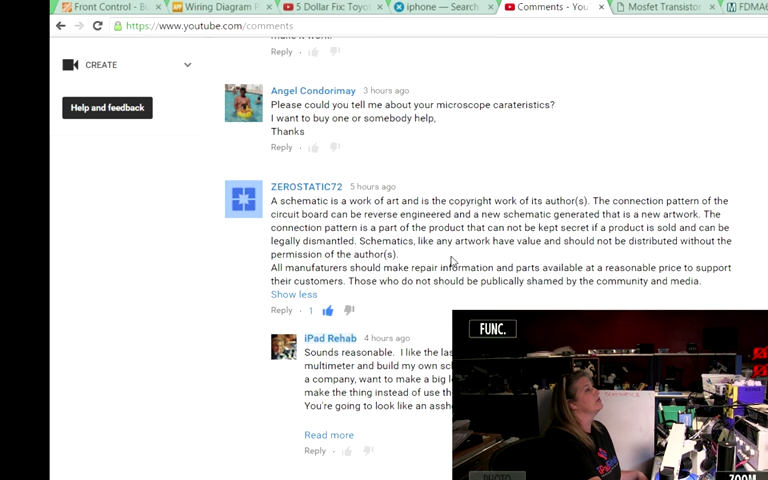 Front Control - Bu
Wiring Diagram F
5 Dollar Fix: Toyot
iphone — Search
Comments - You
Mosfet Transistor
FDMA6
https://www.youtube.com/comments
make it work!
Reply
CREATE
Help and feedback
Angel Condorimay 3 hours ago
Please could you tell me about your microscope carateristics?
I want to buy one or somebody help,
Thanks
Reply
ZEROSTATIC72 5 hours ago
A schematic is a work of art and is the copyright work of its author(s). The connection pattern of the
circuit board can be reverse engineered and a new schematic generated that is a new artwork. The
connection pattern is a part of the product that can not be kept secret if a product is sold and can be
legally dismantled. Schematics, like any artwork have value and should not be distributed without the
permission of the author(s).
All manufaturers should make repair information and parts available at a reasonable price to support
their customers. Those who do not should be publically shamed by the community and media.
Show less
Reply · 1
iPad Rehab 4 hours ago
Sounds reasonable. I like the las
multimeter and build my own sc
a company, want to make a big l
make the thing instead of use th
You're going to look like an assh
Read more
Reply ·
FUNC.
PHOTO
ZOOM